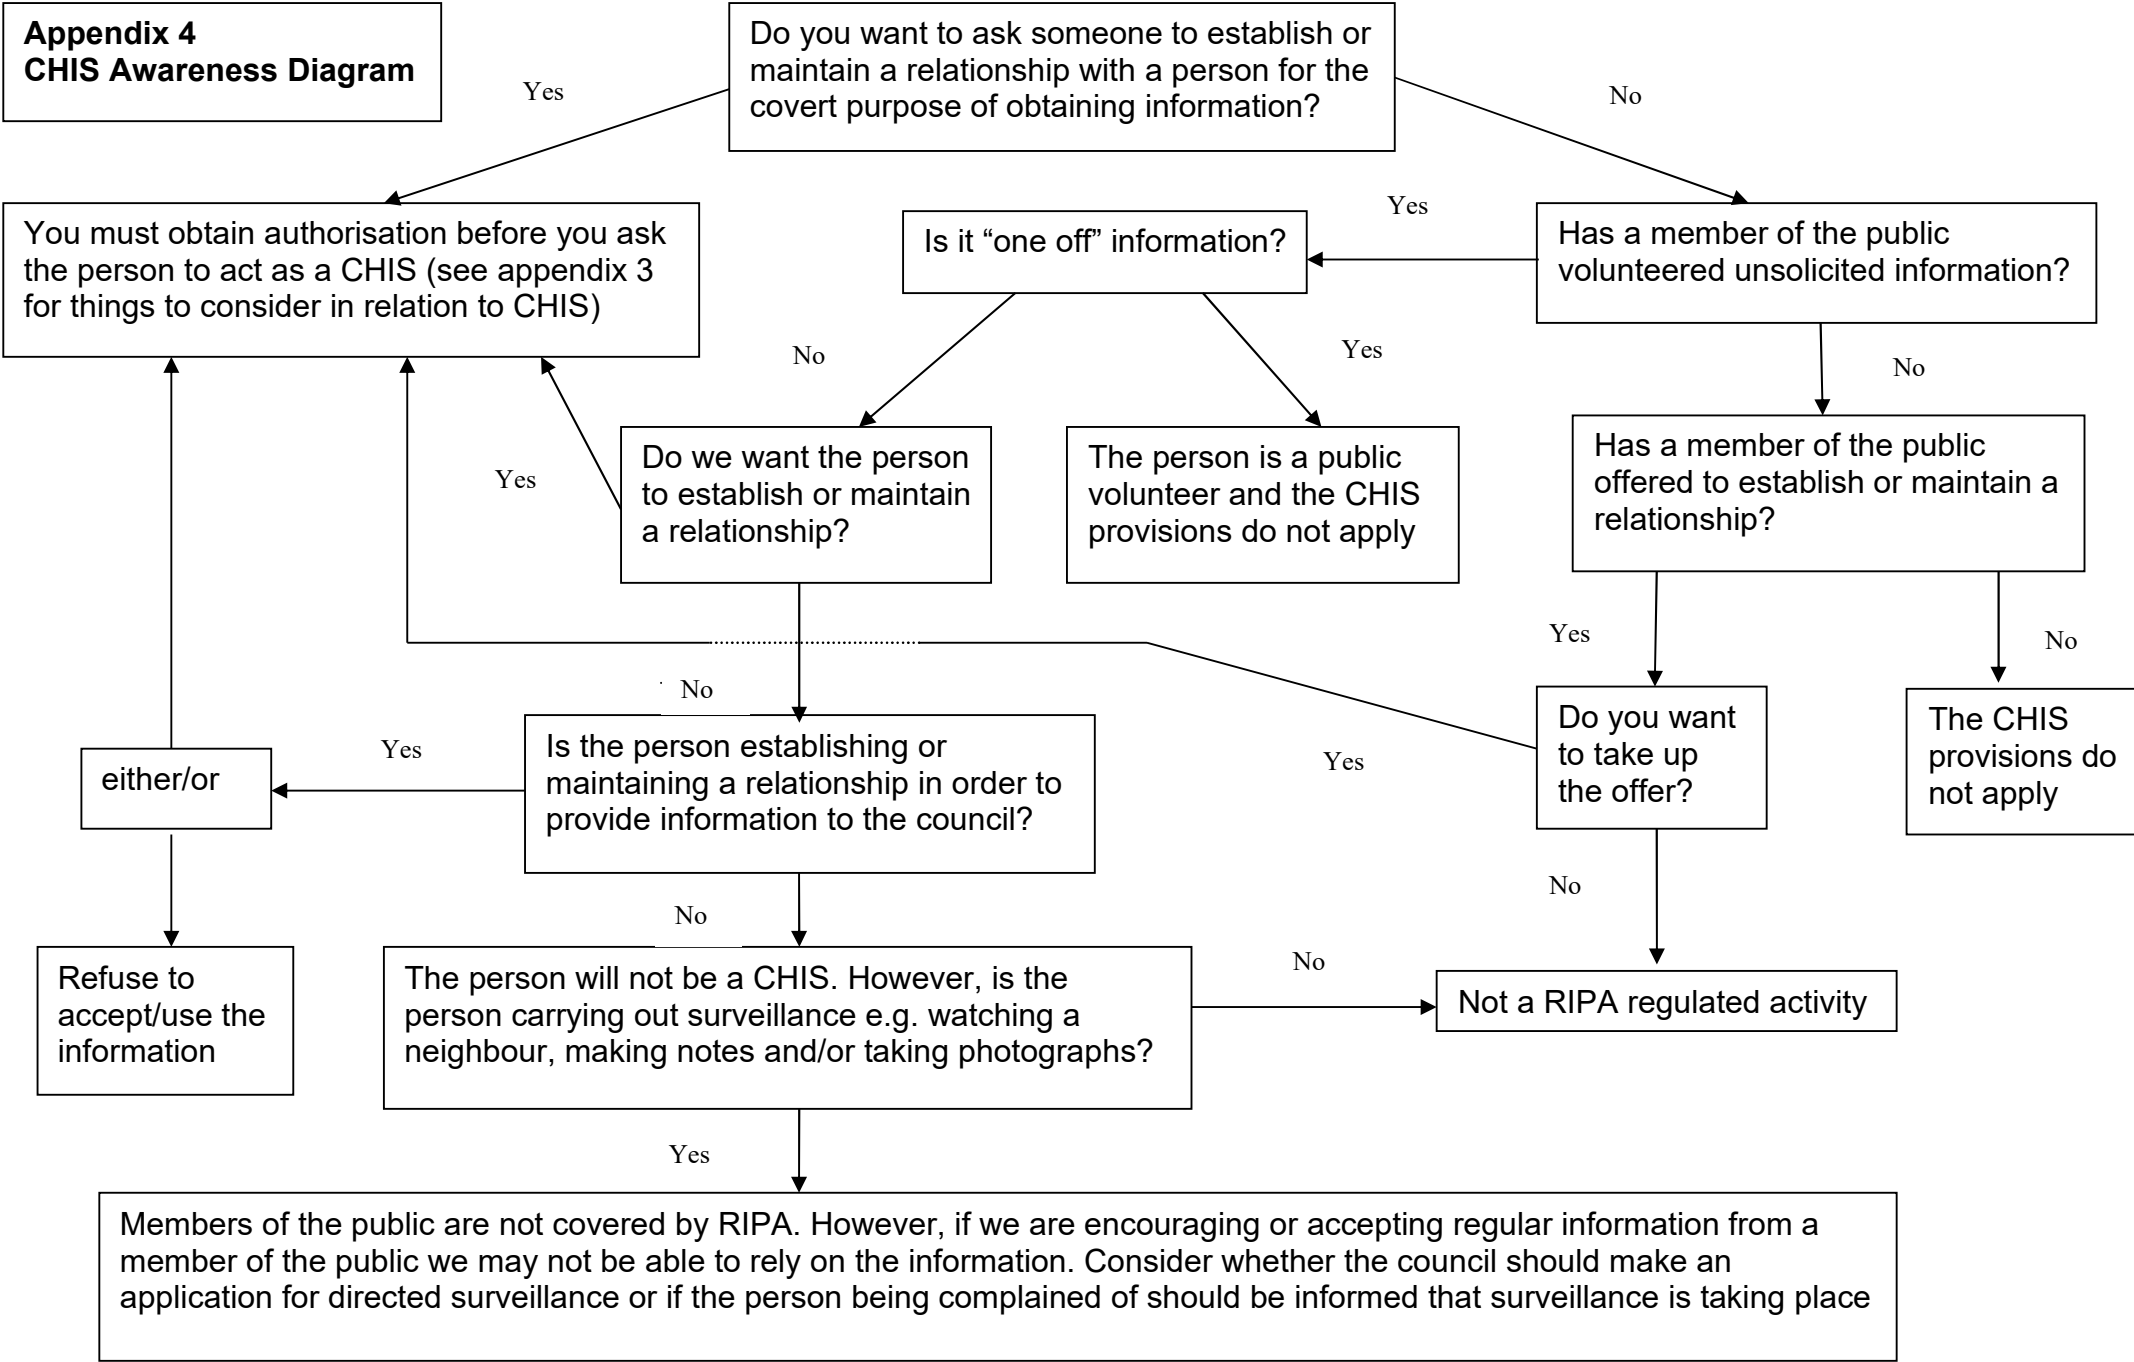 Appendix 4
CHIS Awareness Diagram
Do you want to ask someone to establish or
maintain a relationship with a person for the
covert purpose of obtaining information?
Yes
No
You must obtain authorisation before you ask
the person to act as a CHIS (see appendix 3
for things to consider in relation to CHIS)
Is it “one off” information?
Yes
Has a member of the public
volunteered unsolicited information?
No
Yes
No
Do we want the person
to establish or maintain
a relationship?
Yes
The person is a public
volunteer and the CHIS
provisions do not apply
Has a member of the public
offered to establish or maintain a
relationship?
Yes
No
No
Do you want
to take up
the offer?
The CHIS
provisions do
not apply
either/or
Yes
Is the person establishing or
maintaining a relationship in order to
provide information to the council?
Yes
No
No
Refuse to
accept/use the
information
The person will not be a CHIS. However, is the
person carrying out surveillance e.g. watching a
neighbour, making notes and/or taking photographs?
No
Not a RIPA regulated activity
Yes
Members of the public are not covered by RIPA. However, if we are encouraging or accepting regular information from a
member of the public we may not be able to rely on the information. Consider whether the council should make an
application for directed surveillance or if the person being complained of should be informed that surveillance is taking place